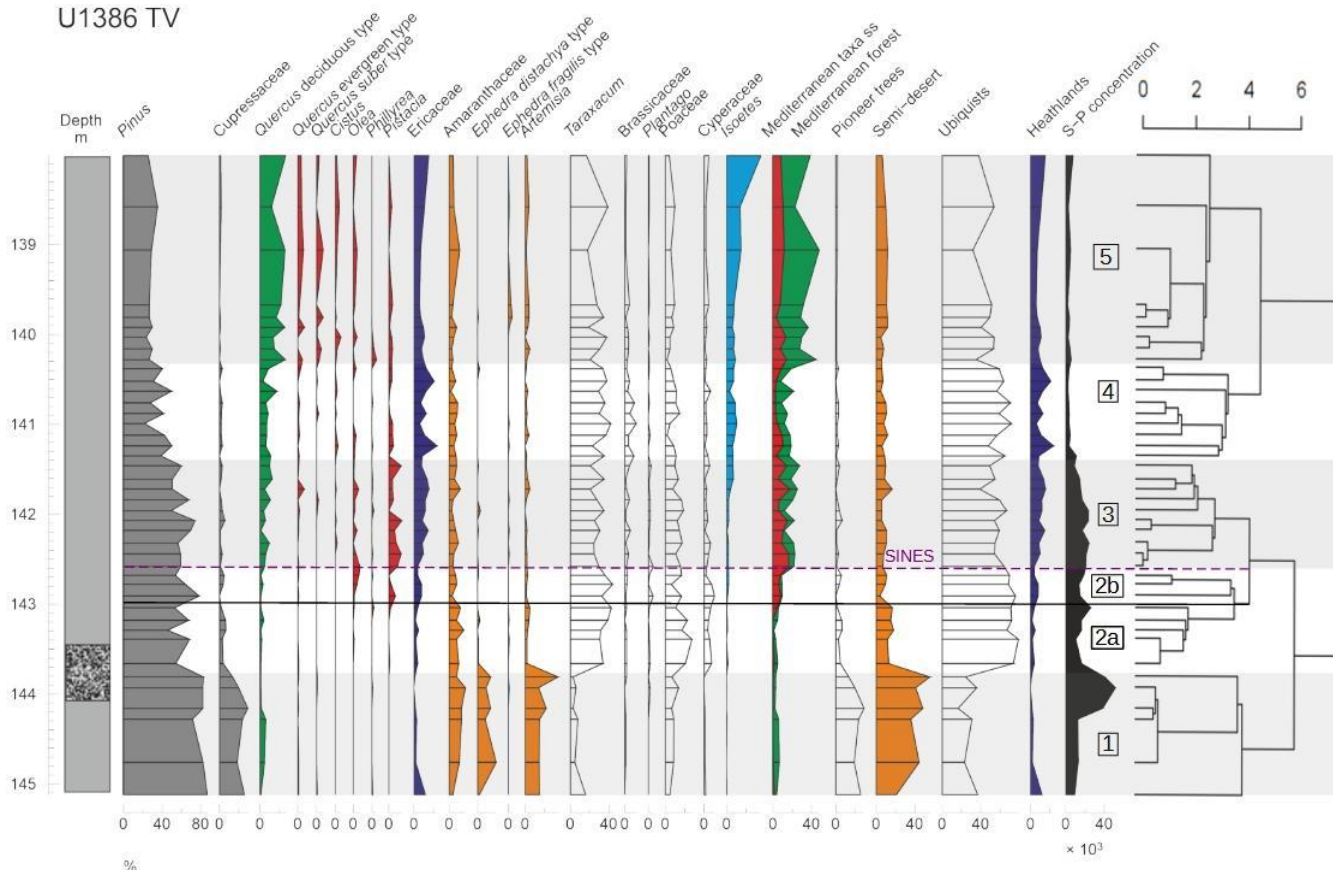 U1386 TV
Depth
m
Pinus
Cupressaceae
Quercus deciduous type
Quercus evergreen type
Quercus suber type
Cistus
Olea
Phillyrea
Pistacia
Ericaceae
Amaranthaceae
Ephedra distachya type
Ephedra fragilis type
Artemisia
Taraxacum
Brassicaceae
Plantago
Poaceae
Cyperaceae
Isoetes
Mediterranean taxa ss
Mediterranean forest
Pioneer trees
Semi-desert
Ubiquists
Heathlands
S-P concentration
0 2 4 6
139
140
141
142
143
144
145
5
4
3
SINES
2b
2a
1
0 40 80 0 0 0 0 0 0 0 0 0 0 0 0 0 0 40 0 0 0 0 0 0 40 0 0 40 0 40 0 0 40
× 10³
%